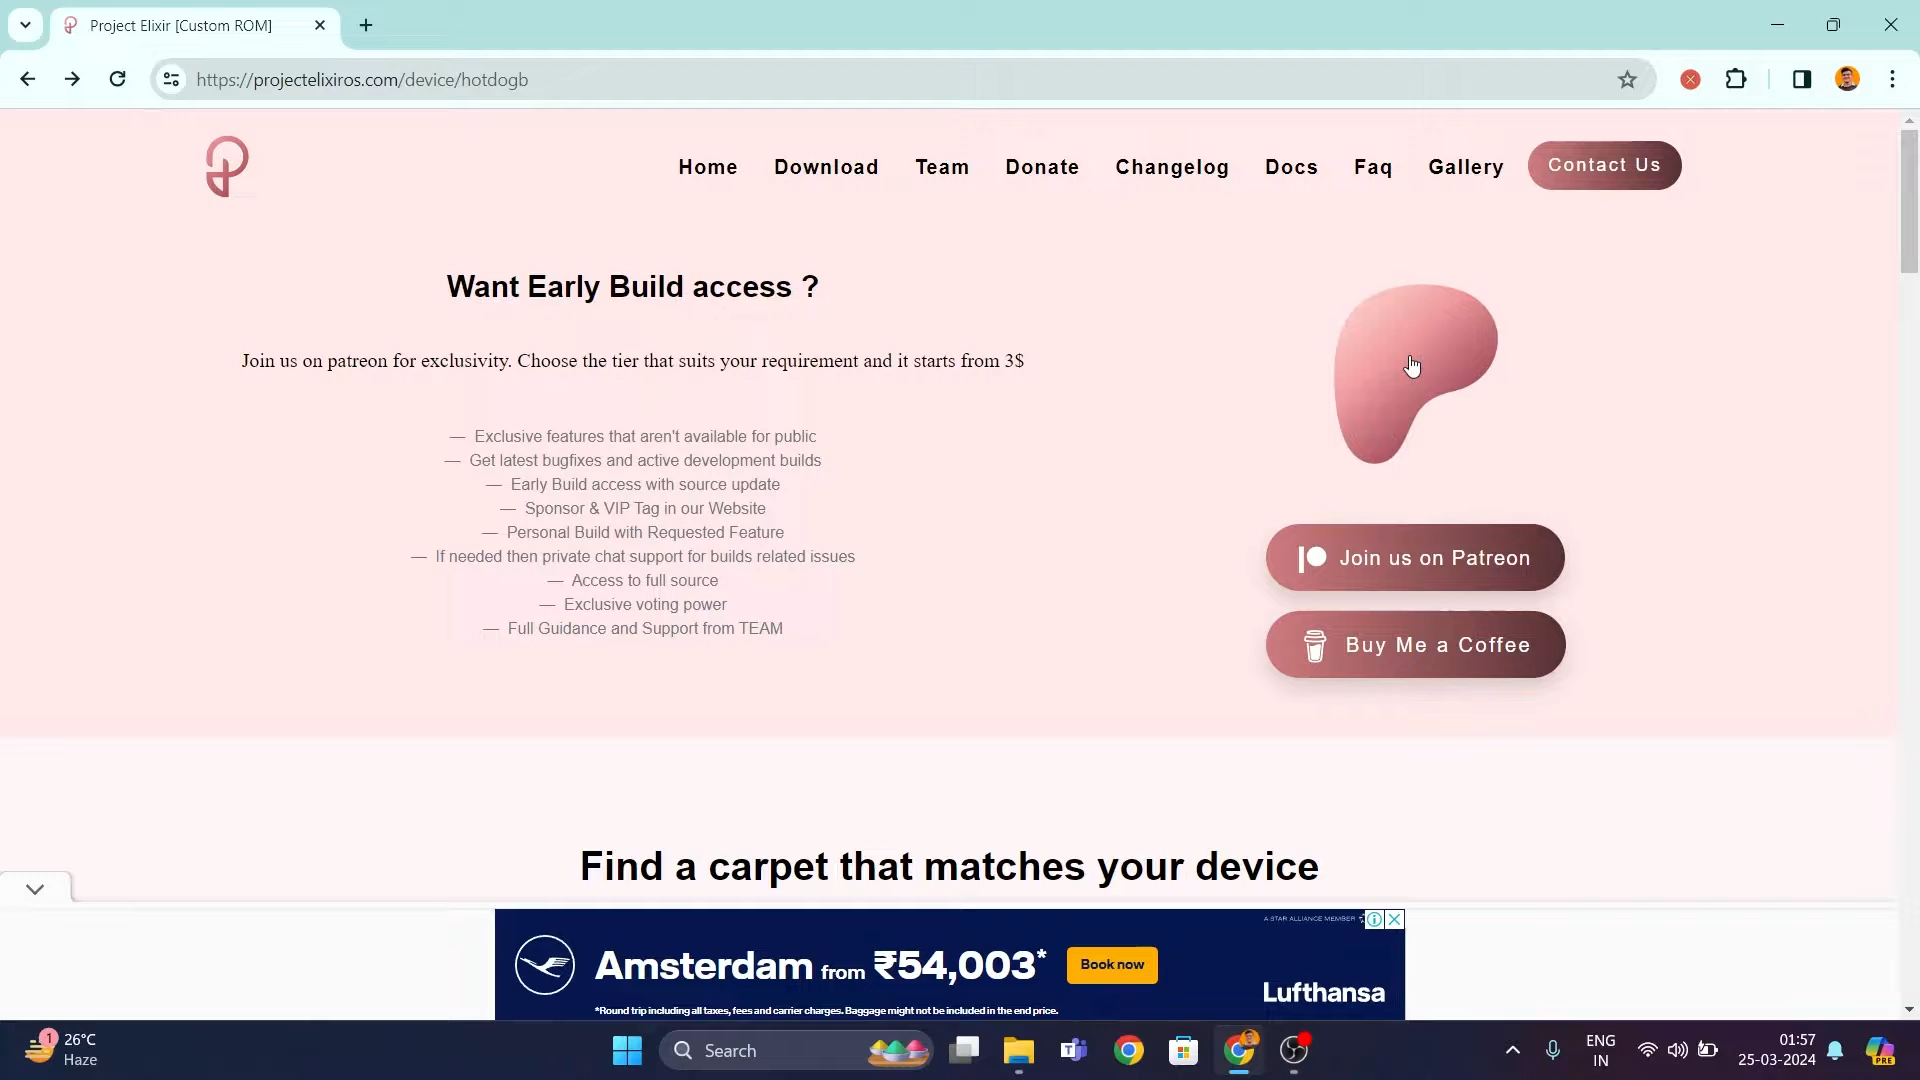 Project Elixir [Custom ROM]
https://projectelixiros.com/device/hotdogb
Home Download Team Donate Changelog Docs Faq Gallery Contact Us
Want Early Build access ?
Join us on patreon for exclusivity. Choose the tier that suits your requirement and it starts from 3$
— Exclusive features that aren't available for public
— Get latest bugfixes and active development builds
— Early Build access with source update
— Sponsor & VIP Tag in our Website
— Personal Build with Requested Feature
— If needed then private chat support for builds related issues
— Access to full source
— Exclusive voting power
— Full Guidance and Support from TEAM
Join us on Patreon
Buy Me a Coffee
Find a carpet that matches your device
A STAR ALLIANCE MEMBER
Amsterdam from ₹54,003*
Book now
Lufthansa
*Round trip including all taxes, fees and carrier charges. Baggage might not be included in the end price.
1
26°C
Haze
Search
ENG
IN
01:57
25-03-2024
PRE